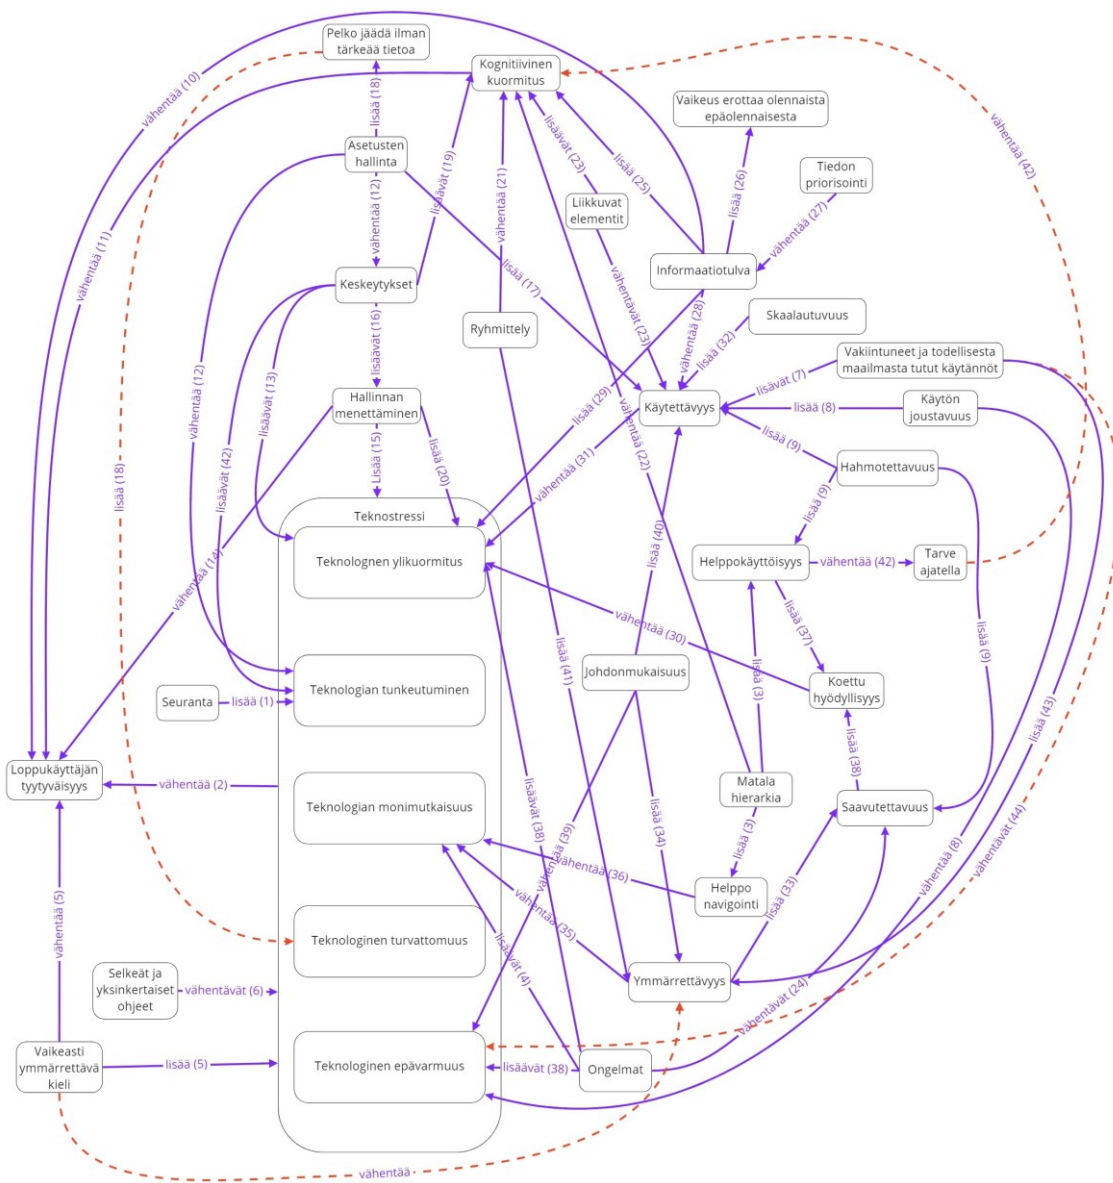 Pelko jäädä ilman
tärkeää tietoa
vähentää (10)
Kognitiivinen
kuormitus
lisää (18)
Vaikeus erottaa olennaista
epäolennaisesta
vähentää (42)
Asetusten
hallinta
lisäävät (19)
vähentää (21)
lisäävät (23)
lisää (25)
lisää (26)
Tiedon
priorisointi
vähentää (12)
Liikkuvat
elementit
vähentää (27)
vähentää (11)
lisää (17)
Informaatiotulva
Keskeytykset
lisäävät (16)
Ryhmittely
vähentävät (23)
vähentää (28)
Skaalautuvuus
lisää (32)
Vakiintuneet ja todellisesta
maailmasta tutut käytännöt
lisävät (7)
vähentää (12)
lisäävät (13)
lisää (29)
Hallinnan
menettäminen
Käytettävyys
lisää (8)
Käytön
joustavuus
lisäävät (42)
Lisää (15)
lisää (20)
vähentää (31)
vähentää (22)
lisää (9)
Hahmotettavuus
lisää (18)
lisää (9)
Teknostressi
vähentää (14)
Teknolognen ylikuormitus
lisää (40)
Helppokäyttöisyys
vähentää (42)
Tarve
ajatella
vähentää (30)
lisää (37)
lisää (9)
Teknologian tunkeutuminen
vähentää (41)
Johdonmukaisuus
lisää (3)
Koettu
hyödyllisyys
Seuranta
lisää (1)
lisää (43)
lisää (38)
Loppukäyttäjän
tyytyväisyys
vähentää (2)
Teknologian monimutkaisuus
lisäävät (38)
Matala
hierarkia
Saavutettavuus
vähentää (39)
lisää (34)
lisää (3)
vähentävät (44)
vähentää (36)
lisää (33)
vähentää (8)
Helppo
navigointi
vähentää (5)
vähentää (35)
Teknologinen turvattomuus
lisäävät (4)
Selkeät ja
yksinkertaiset
ohjeet
vähentävät (6)
Ymmärrettävyys
vähentävät (24)
Vaikeasti
ymmärrettävä
kieli
lisää (5)
Teknologinen epävarmuus
lisäävät (38)
Ongelmat
vähentää